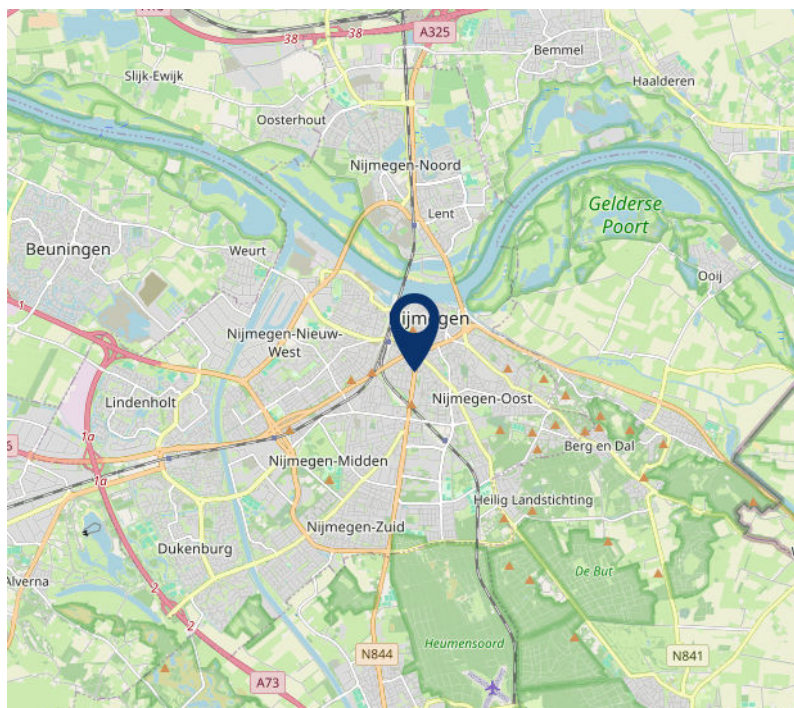 38
38
A325
Bemmel
Slijk-Ewijk
Haalderen
Oosterhout
Nijmegen-Noord
Gelderse
Poort
Lent
Beuningen
Weurt
Ooij
1
Nijmegen-Nieuw-
West
Lindenholt
Nijmegen-Oost
1a
Berg en Dal
Nijmegen-Midden
1a
Heilig Landstichting
Nijmegen-Zuid
Dukenburg
De But
Alverna
2
2
Heumensoord
N844
N841
A73